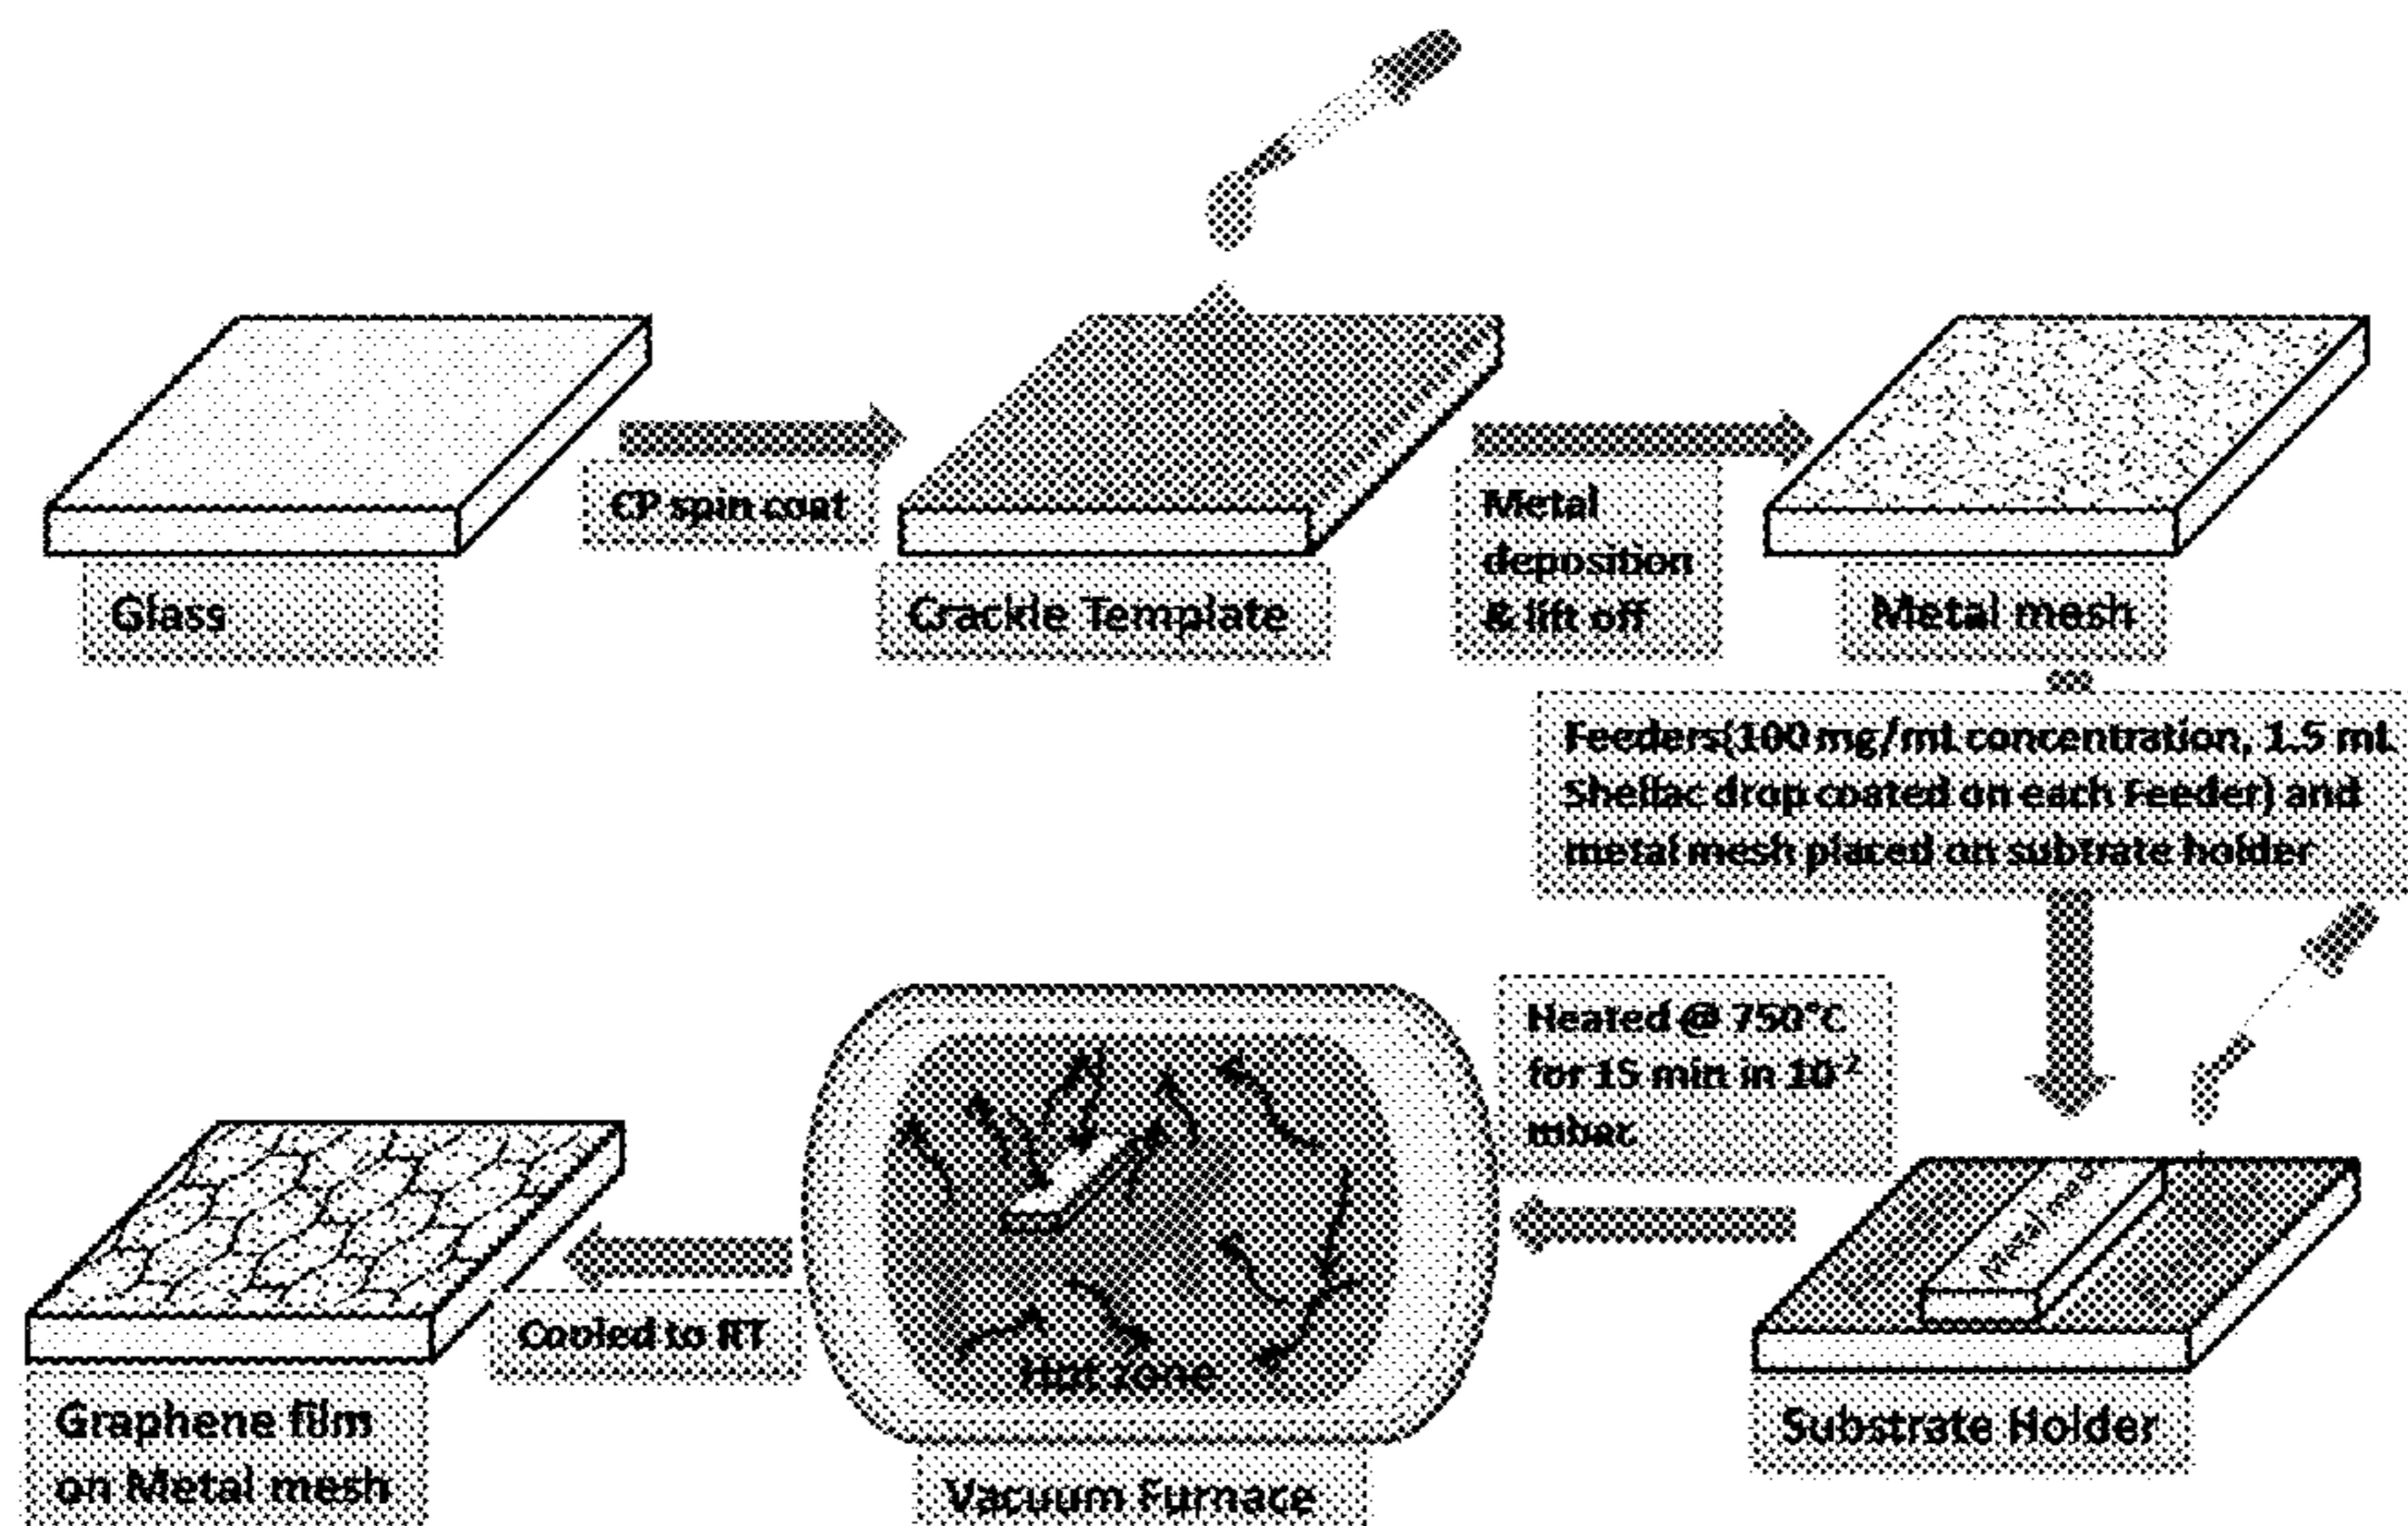 Glass
CP spin coat
Crackle Template
Metal
deposition
& lift off
Metal mesh
Feeders(100 mg/mL concentration, 1.5 mL
Shellac drop coated on each Feeder) and
metal mesh placed on subtrate holder
Metal
Substrate Holder
Heated @ 750°C
for 15 min in 10⁻²
mbar.
Hot zone
Vacuum Furnace
Cooled to RT
Graphene film
on Metal mesh